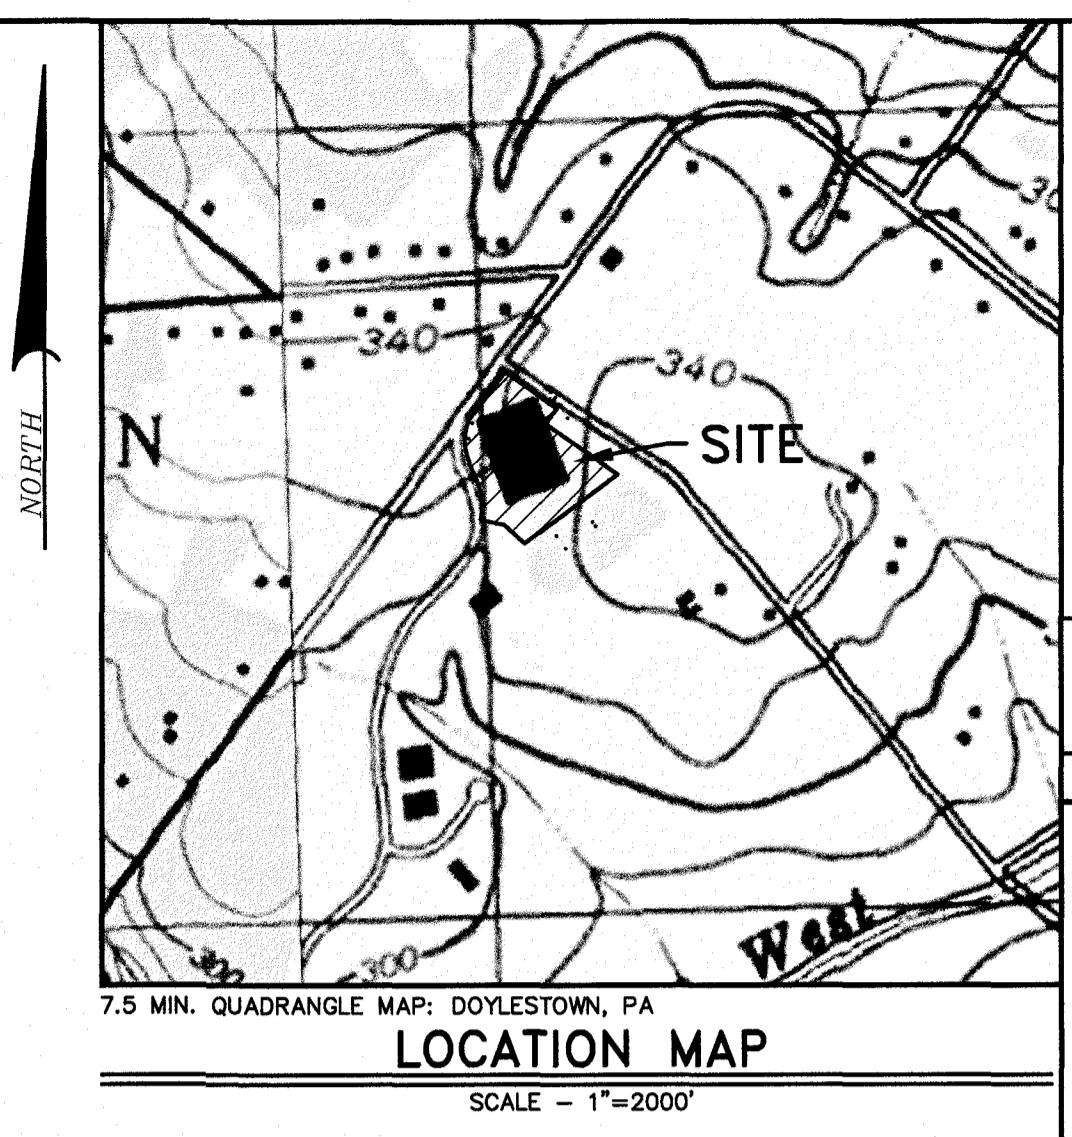 30
340
340
N
NORTH
SITE
West
300
300
7.5 MIN. QUADRANGLE MAP: DOYLESTOWN, PA
LOCATION MAP
SCALE – 1"=2000'